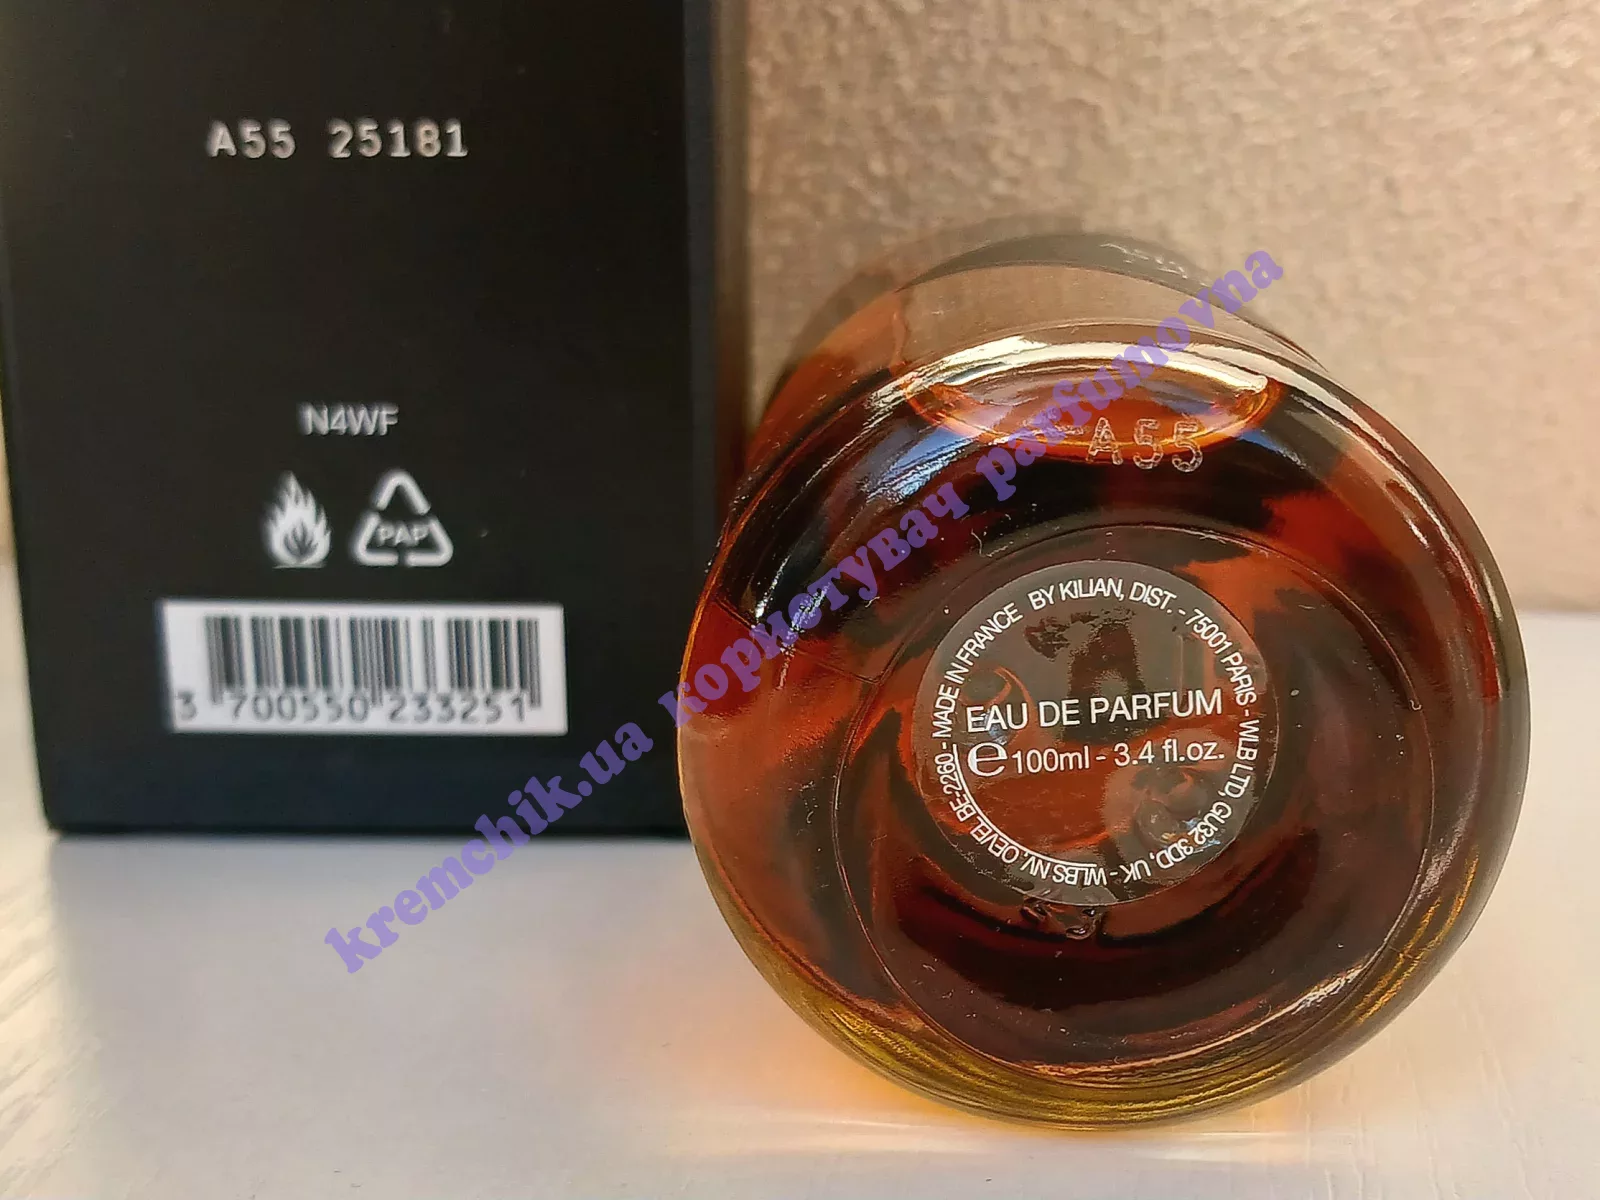 A55 25181
N4WF
PAP
3 700550 233251
A55
BY KILIAN, DIST. - 75001 PARIS - WLB LTD, GU32 3DD, UK - WLBS NV, OEVEL BE-2260 - MADE IN FRANCE
EAU DE PARFUM
e 100ml - 3.4 fl.oz.
kremchik.ua користувач parfumovna